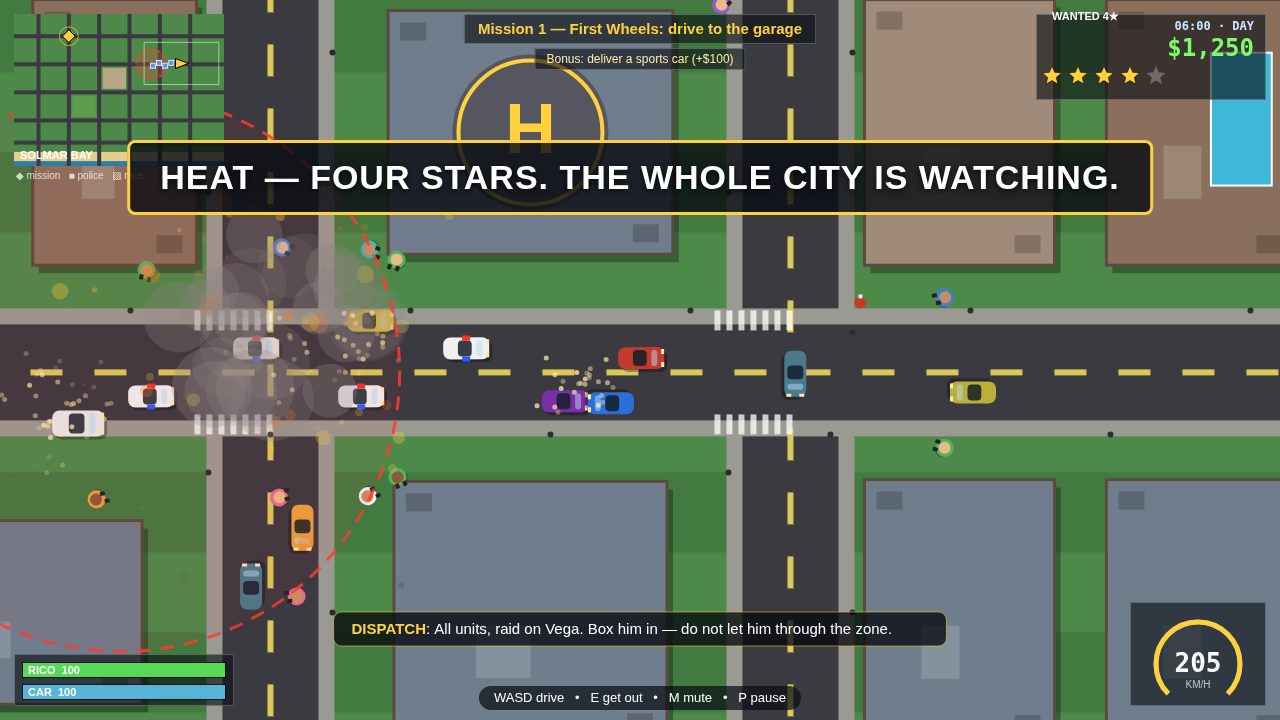 WANTED 4★
Mission 1 — First Wheels: drive to the garage
06:00 · DAY
$1,250
Bonus: deliver a sports car (+$100)
H
SOLMAR BAY
◆ mission ■ police
HEAT — FOUR STARS. THE WHOLE CITY IS WATCHING.
DISPATCH: All units, raid on Vega. Box him in — do not let him through the zone.
RICO 100
CAR 100
205
KM/H
WASD drive • E get out • M mute • P pause